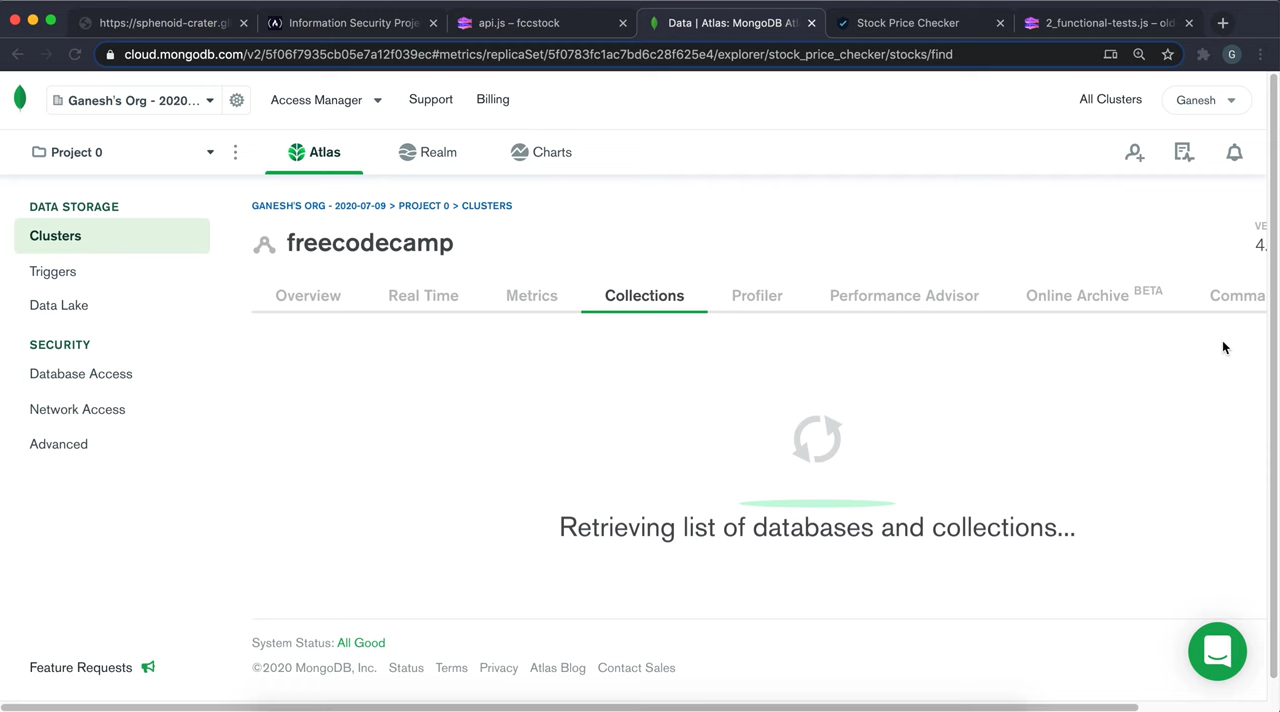 https://sphenoid-crater.gl
Information Security Proje
api.js – fccstock
Data | Atlas: MongoDB Atl
Stock Price Checker
2_functional-tests.js – old
cloud.mongodb.com/v2/5f06f7935cb05e7a12f039ec#metrics/replicaSet/5f0783fc1ac7bd6c28f625e4/explorer/stock_price_checker/stocks/find
G
Ganesh's Org - 2020...
Access Manager
Support
Billing
All Clusters
Ganesh
Project 0
Atlas
Realm
Charts
DATA STORAGE
Clusters
Triggers
Data Lake
SECURITY
Database Access
Network Access
Advanced
Feature Requests
GANESH'S ORG - 2020-07-09 > PROJECT 0 > CLUSTERS
freecodecamp
VE
4.
Overview
Real Time
Metrics
Collections
Profiler
Performance Advisor
Online Archive BETA
Comma
Retrieving list of databases and collections...
System Status: All Good
©2020 MongoDB, Inc. Status Terms Privacy Atlas Blog Contact Sales